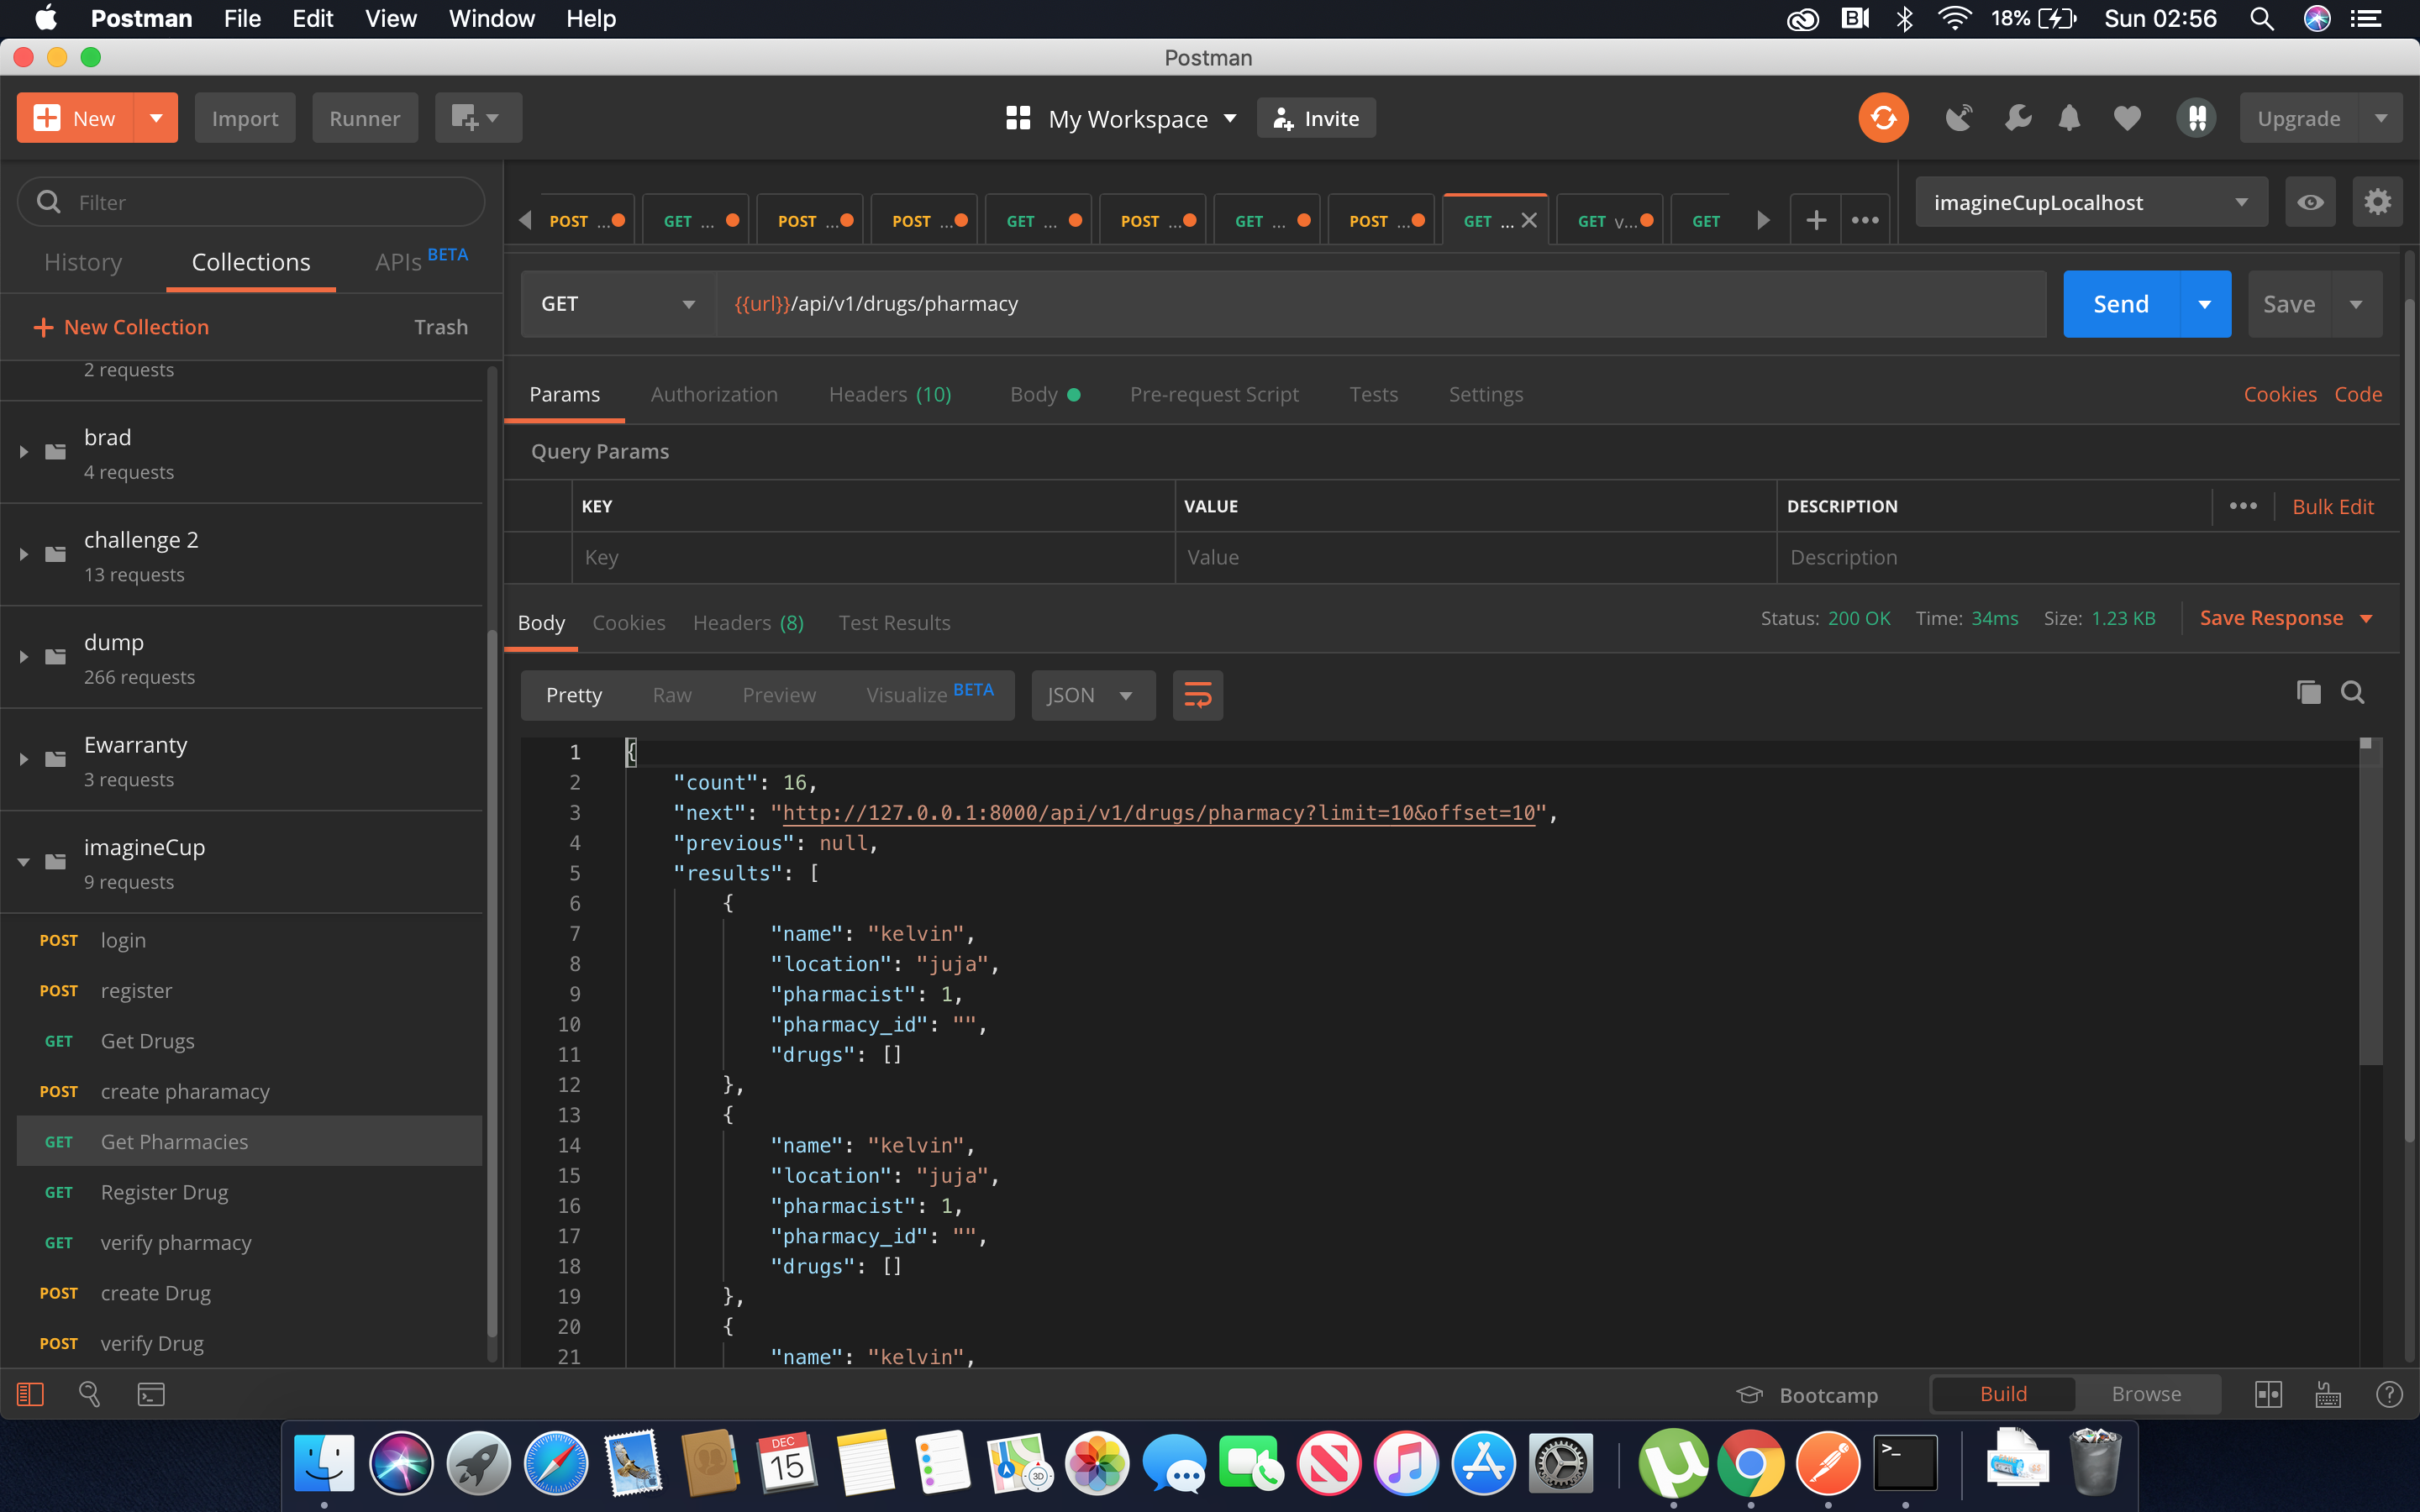 Postman File Edit View Window Help 18% Sun 02:56
Postman
New Import Runner My Workspace Invite Upgrade
Filter
History Collections APIs BETA
New Collection Trash
2 requests
brad
4 requests
challenge 2
13 requests
dump
266 requests
Ewarranty
3 requests
imagineCup
9 requests
POST login
POST register
GET Get Drugs
POST create pharamacy
GET Get Pharmacies
GET Register Drug
GET verify pharmacy
POST create Drug
POST verify Drug
POST ... GET ... POST ... POST ... GET ... POST ... GET ... POST ... GET ... GET v... GET
imagineCupLocalhost
GET {{url}}/api/v1/drugs/pharmacy Send Save
Params Authorization Headers (10) Body Pre-request Script Tests Settings Cookies Code
Query Params
KEY VALUE DESCRIPTION Bulk Edit
Key Value Description
Body Cookies Headers (8) Test Results Status: 200 OK Time: 34ms Size: 1.23 KB Save Response
Pretty Raw Preview Visualize BETA JSON
1 {
2 "count": 16,
3 "next": "http://127.0.0.1:8000/api/v1/drugs/pharmacy?limit=10&offset=10",
4 "previous": null,
5 "results": [
6 {
7 "name": "kelvin",
8 "location": "juja",
9 "pharmacist": 1,
10 "pharmacy_id": "",
11 "drugs": []
12 },
13 {
14 "name": "kelvin",
15 "location": "juja",
16 "pharmacist": 1,
17 "pharmacy_id": "",
18 "drugs": []
19 },
20 {
21 "name": "kelvin",
Bootcamp Build Browse
DEC
15
3D
>_